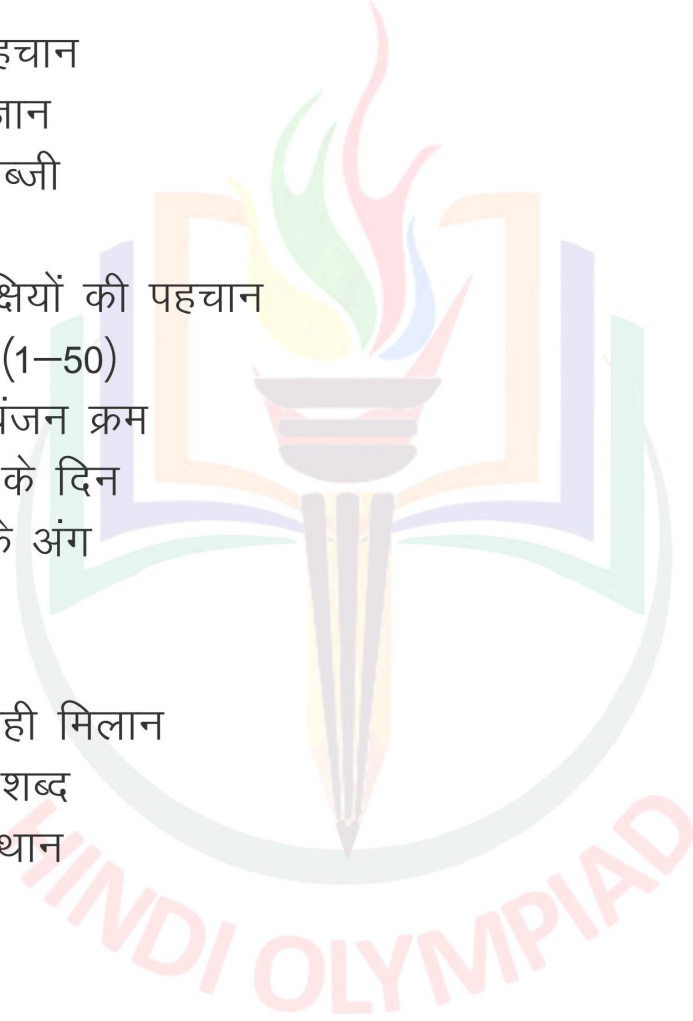 हचान
ज्ञान
ब्जी
क्षियों की पहचान
(1–50)
यंजन क्रम
के दिन
के अंग
ही मिलान
शब्द
थान
HINDI OLYMPIAD